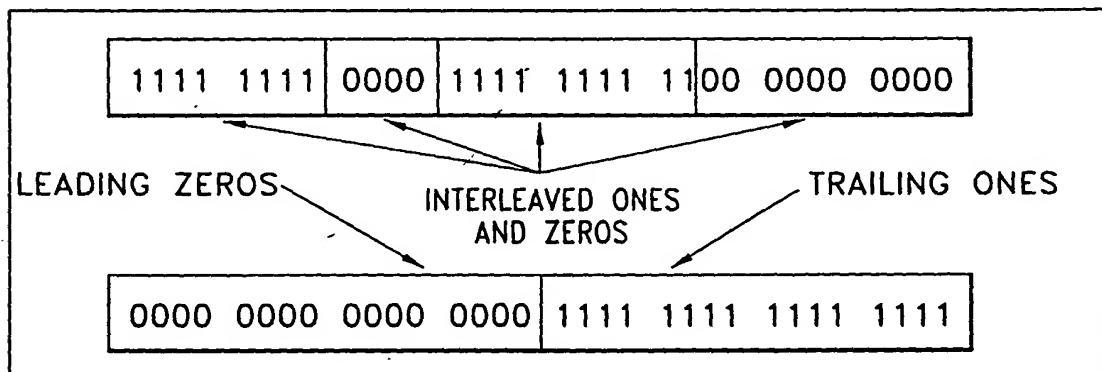 1111 1111 0000 1111 1111 1100 0000 0000
LEADING ZEROS
INTERLEAVED ONES
AND ZEROS
TRAILING ONES
0000 0000 0000 0000 1111 1111 1111 1111